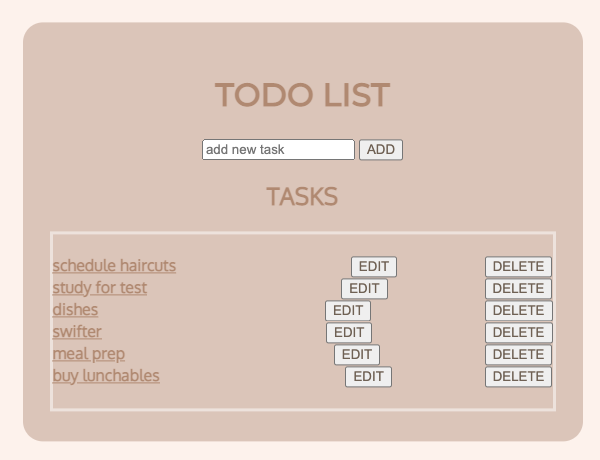 TODO LIST
add new task ADD
TASKS
schedule haircuts EDIT DELETE
study for test EDIT DELETE
dishes EDIT DELETE
swifter EDIT DELETE
meal prep EDIT DELETE
buy lunchables EDIT DELETE